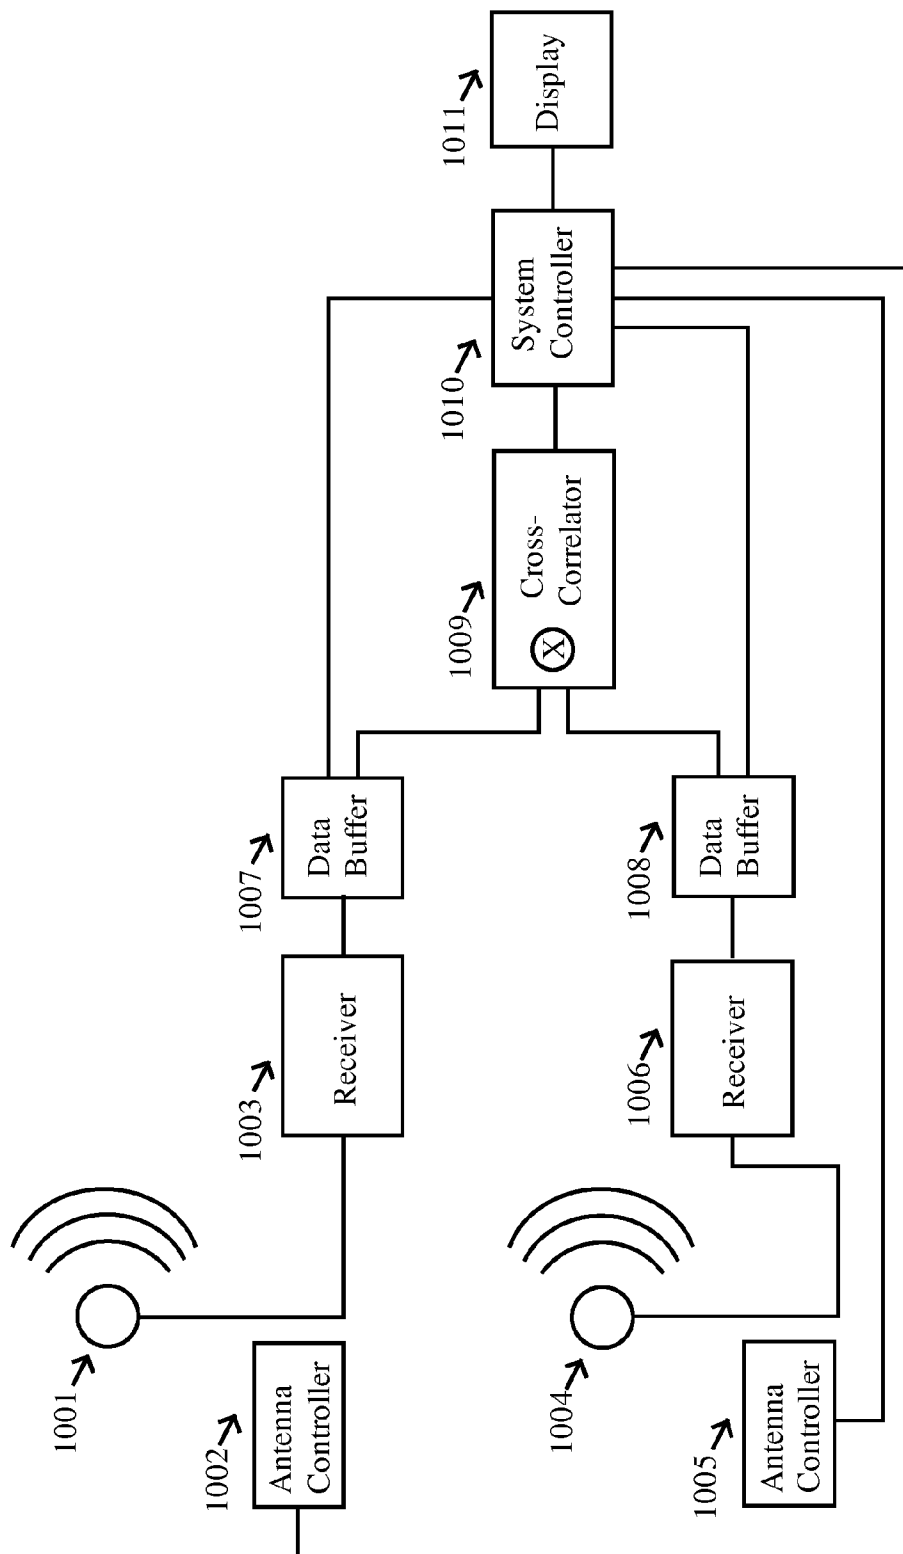 1001
1002
Antenna
Controller
1003
Receiver
1007
Data
Buffer
1004
1005
Antenna
Controller
1006
Receiver
1008
Data
Buffer
1009
X
Cross-
Correlator
1010
System
Controller
1011
Display